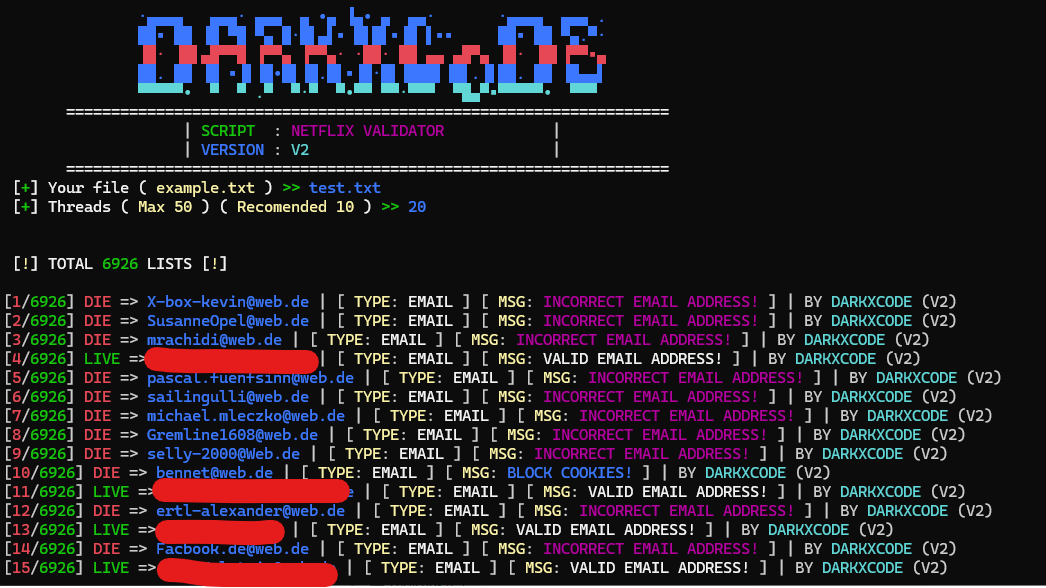 DARKXCODE
===================================================================
| SCRIPT : NETFLIX VALIDATOR |
| VERSION : V2 |
===================================================================
[+] Your file ( example.txt ) >> test.txt
[+] Threads ( Max 50 ) ( Recomended 10 ) >> 20
[!] TOTAL 6926 LISTS [!]
[1/6926] DIE => X-box-kevin@web.de | [ TYPE: EMAIL ] [ MSG: INCORRECT EMAIL ADDRESS! ] | BY DARKXCODE (V2)
[2/6926] DIE => SusanneOpel@web.de | [ TYPE: EMAIL ] [ MSG: INCORRECT EMAIL ADDRESS! ] | BY DARKXCODE (V2)
[3/6926] DIE => mrachidi@web.de | [ TYPE: EMAIL ] [ MSG: INCORRECT EMAIL ADDRESS! ] | BY DARKXCODE (V2)
[4/6926] LIVE => | [ TYPE: EMAIL ] [ MSG: VALID EMAIL ADDRESS! ] | BY DARKXCODE (V2)
[5/6926] DIE => pascal.fuenfsinn@web.de | [ TYPE: EMAIL ] [ MSG: INCORRECT EMAIL ADDRESS! ] | BY DARKXCODE (V2)
[6/6926] DIE => sailingulli@web.de | [ TYPE: EMAIL ] [ MSG: INCORRECT EMAIL ADDRESS! ] | BY DARKXCODE (V2)
[7/6926] DIE => michael.mleczko@web.de | [ TYPE: EMAIL ] [ MSG: INCORRECT EMAIL ADDRESS! ] | BY DARKXCODE (V2)
[8/6926] DIE => Gremline1608@web.de | [ TYPE: EMAIL ] [ MSG: INCORRECT EMAIL ADDRESS! ] | BY DARKXCODE (V2)
[9/6926] DIE => selly-2000@Web.de | [ TYPE: EMAIL ] [ MSG: INCORRECT EMAIL ADDRESS! ] | BY DARKXCODE (V2)
[10/6926] DIE => bennet@web.de | [ TYPE: EMAIL ] [ MSG: BLOCK COOKIES! ] | BY DARKXCODE (V2)
[11/6926] LIVE => | [ TYPE: EMAIL ] [ MSG: VALID EMAIL ADDRESS! ] | BY DARKXCODE (V2)
[12/6926] DIE => ertl-alexander@web.de | [ TYPE: EMAIL ] [ MSG: INCORRECT EMAIL ADDRESS! ] | BY DARKXCODE (V2)
[13/6926] LIVE => | [ TYPE: EMAIL ] [ MSG: VALID EMAIL ADDRESS! ] | BY DARKXCODE (V2)
[14/6926] DIE => Facbook.de@web.de | [ TYPE: EMAIL ] [ MSG: INCORRECT EMAIL ADDRESS! ] | BY DARKXCODE (V2)
[15/6926] LIVE => | [ TYPE: EMAIL ] [ MSG: VALID EMAIL ADDRESS! ] | BY DARKXCODE (V2)